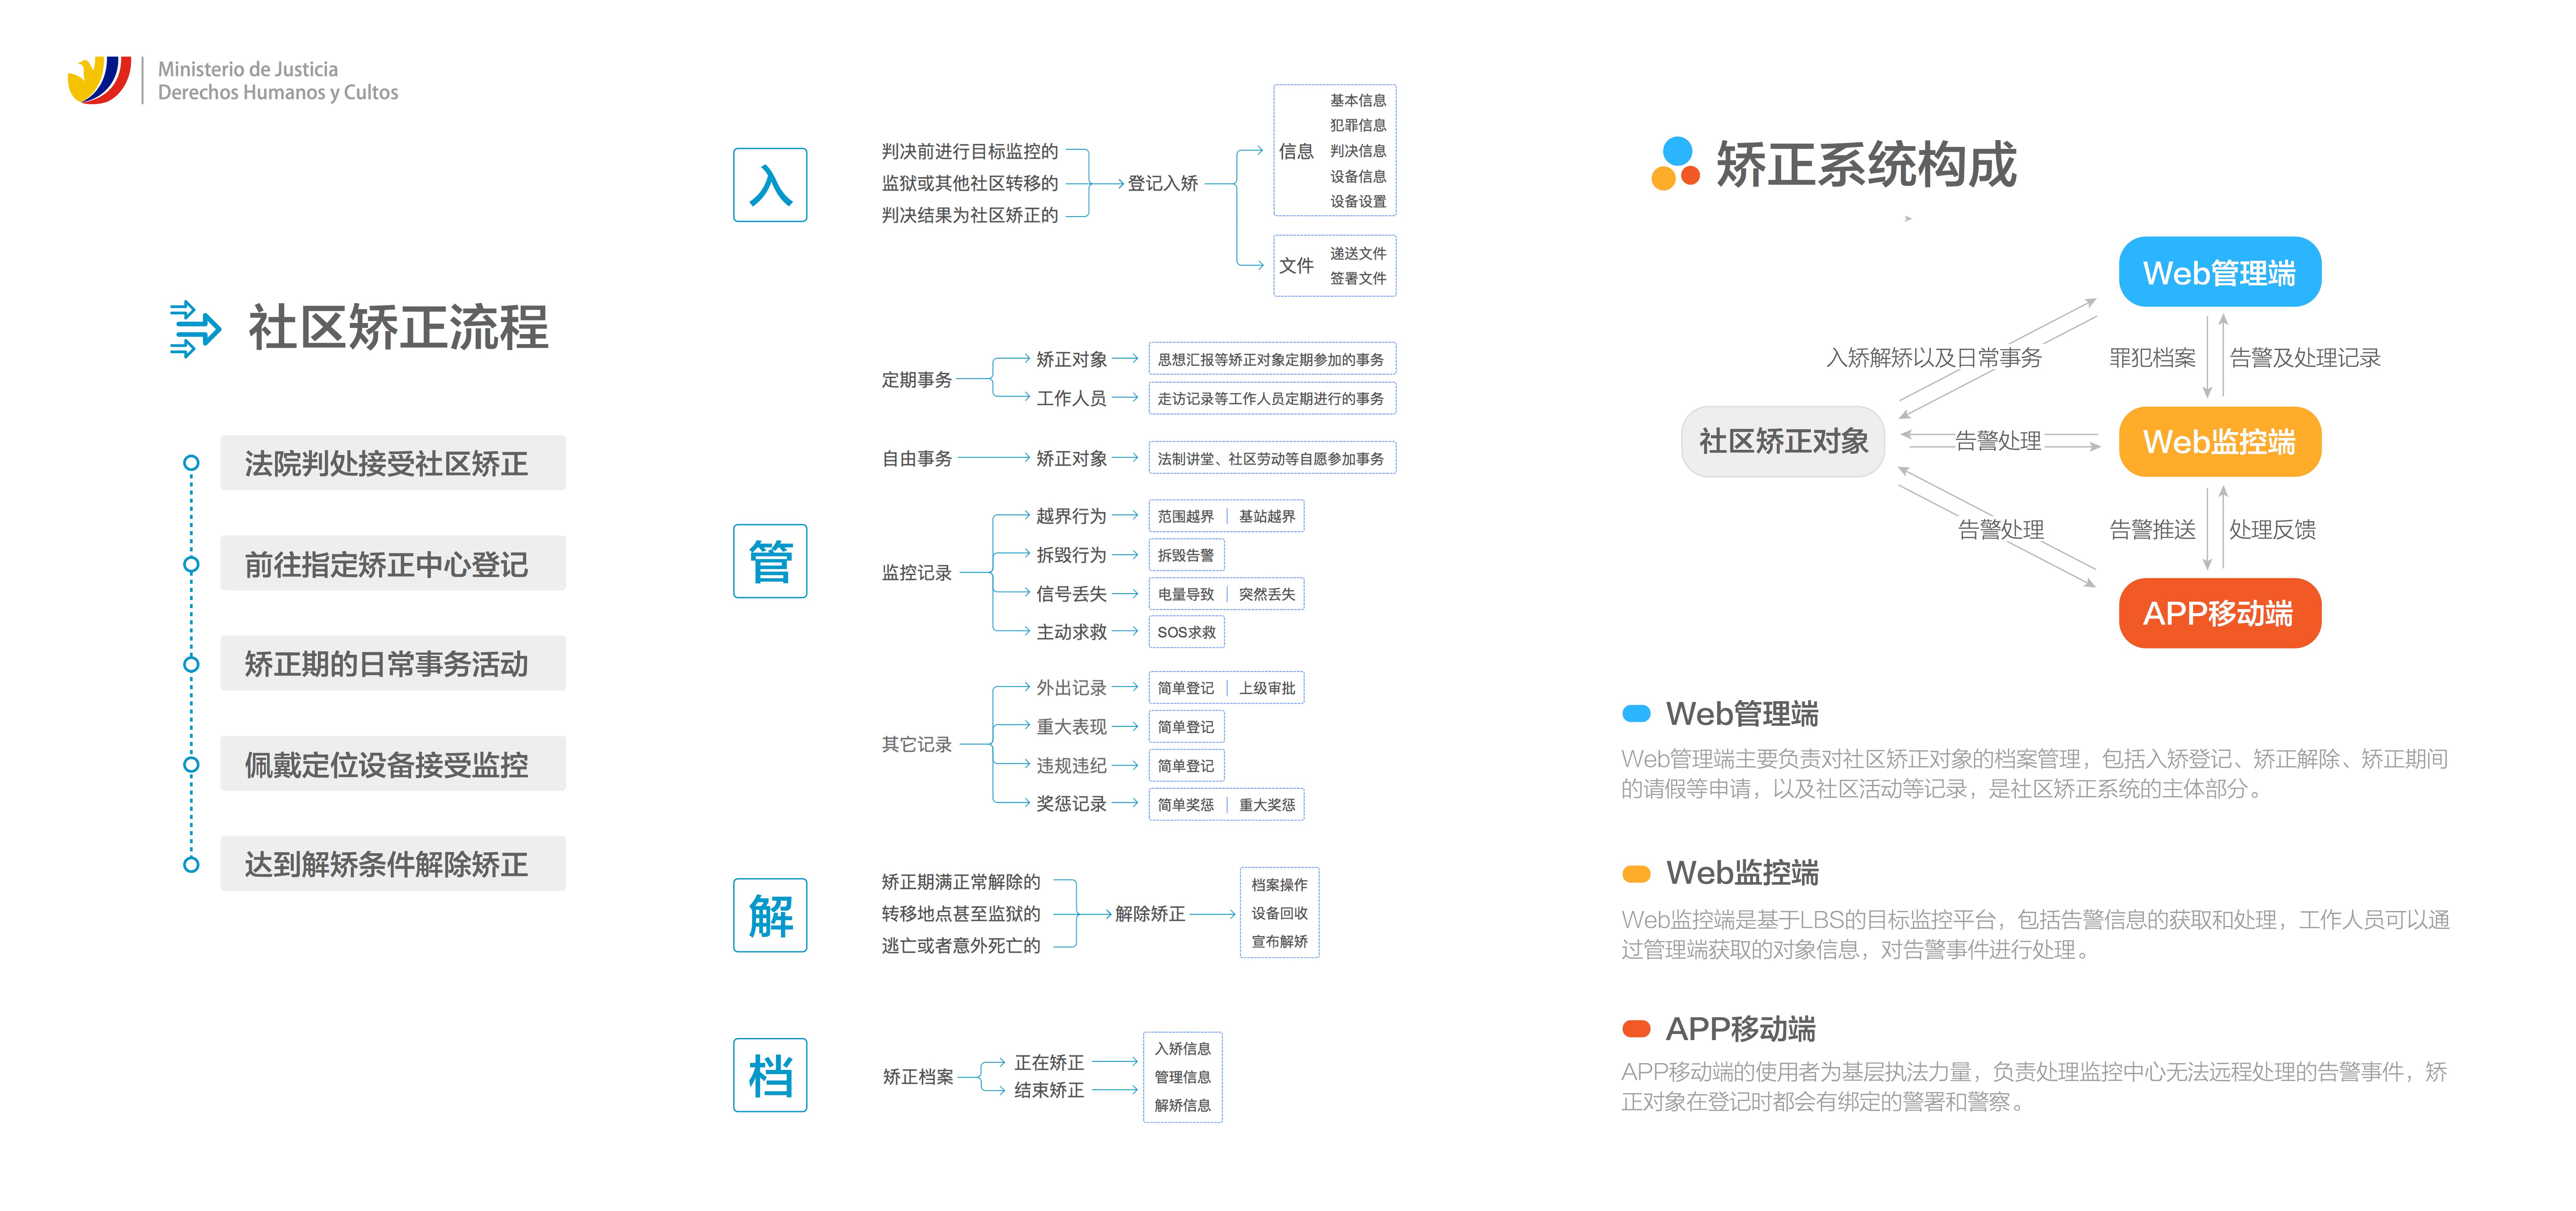 Ministerio de Justicia
Derechos Humanos y Cultos
社区矫正流程
法院判处接受社区矫正
前往指定矫正中心登记
矫正期的日常事务活动
佩戴定位设备接受监控
达到解矫条件解除矫正
入
判决前进行目标监控的
监狱或其他社区转移的
判决结果为社区矫正的
登记入矫
信息
基本信息
犯罪信息
判决信息
设备信息
设备设置
文件
递送文件
签署文件
管
定期事务
矫正对象
思想汇报等矫正对象定期参加的事务
工作人员
走访记录等工作人员定期进行的事务
自由事务
矫正对象
法制讲堂、社区劳动等自愿参加事务
监控记录
越界行为
范围越界 | 基站越界
拆毁行为
拆毁告警
信号丢失
电量导致 | 突然丢失
主动求救
SOS求救
其它记录
外出记录
简单登记 | 上级审批
重大表现
简单登记
违规违纪
简单登记
奖惩记录
简单奖惩 | 重大奖惩
解
矫正期满正常解除的
转移地点甚至监狱的
逃亡或者意外死亡的
解除矫正
档案操作
设备回收
宣布解矫
档
矫正档案
正在矫正
结束矫正
入矫信息
管理信息
解矫信息
矫正系统构成
Web管理端
入矫解矫以及日常事务
罪犯档案
告警及处理记录
社区矫正对象
告警处理
Web监控端
告警处理
告警推送
处理反馈
APP移动端
Web管理端
Web管理端主要负责对社区矫正对象的档案管理，包括入矫登记、矫正解除、矫正期间
的请假等申请，以及社区活动等记录，是社区矫正系统的主体部分。
Web监控端
Web监控端是基于LBS的目标监控平台，包括告警信息的获取和处理，工作人员可以通
过管理端获取的对象信息，对告警事件进行处理。
APP移动端
APP移动端的使用者为基层执法力量，负责处理监控中心无法远程处理的告警事件，矫
正对象在登记时都会有绑定的警署和警察。